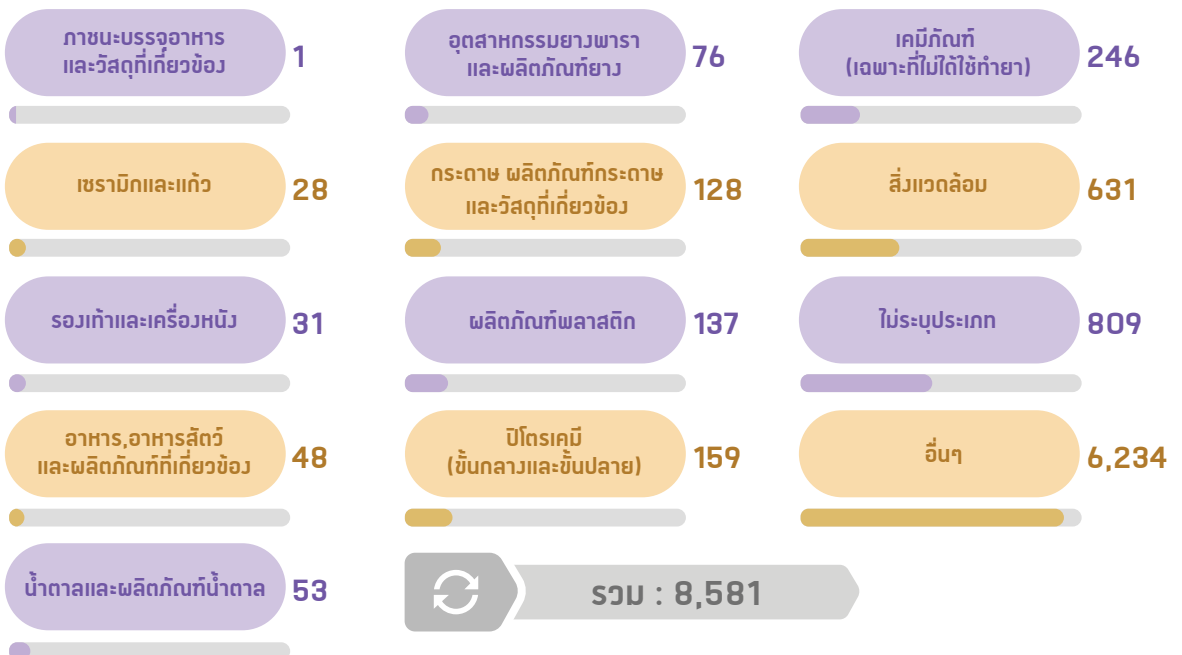 ภาชนะบรรจุอาหาร
และวัสดุที่เกี่ยวข้อง
1
เซรามิกและแก้ว
28
รองเท้าและเครื่องหนัง
31
อาหาร,อาหารสัตว์
และผลิตภัณฑ์ที่เกี่ยวข้อง
48
น้ำตาลและผลิตภัณฑ์น้ำตาล
53
อุตสาหกรรมยางพารา
และผลิตภัณฑ์ยาง
76
กระดาษ ผลิตภัณฑ์กระดาษ
และวัสดุที่เกี่ยวข้อง
128
ผลิตภัณฑ์พลาสติก
137
ปิโตรเคมี
(ขั้นกลางและขั้นปลาย)
159
เคมีภัณฑ์
(เฉพาะที่ไม่ได้ใช้ทำยา)
246
สิ่งแวดล้อม
631
ไม่ระบุประเภท
809
อื่นๆ
6,234
รวม : 8,581